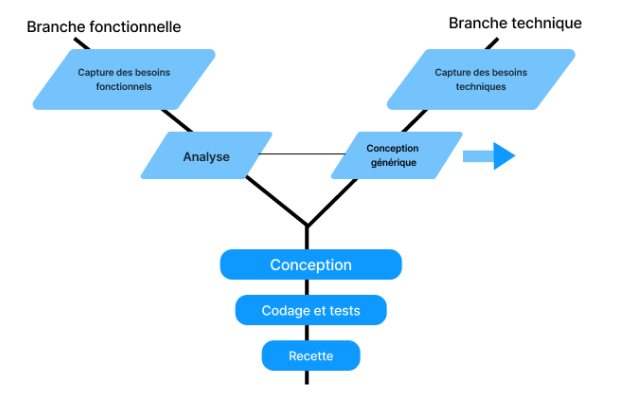 Branche fonctionnelle
Branche technique
Capture des besoins
fonctionnels
Capture des besoins
techniques
Analyse
Conception
générique
Conception
Codage et tests
Recette